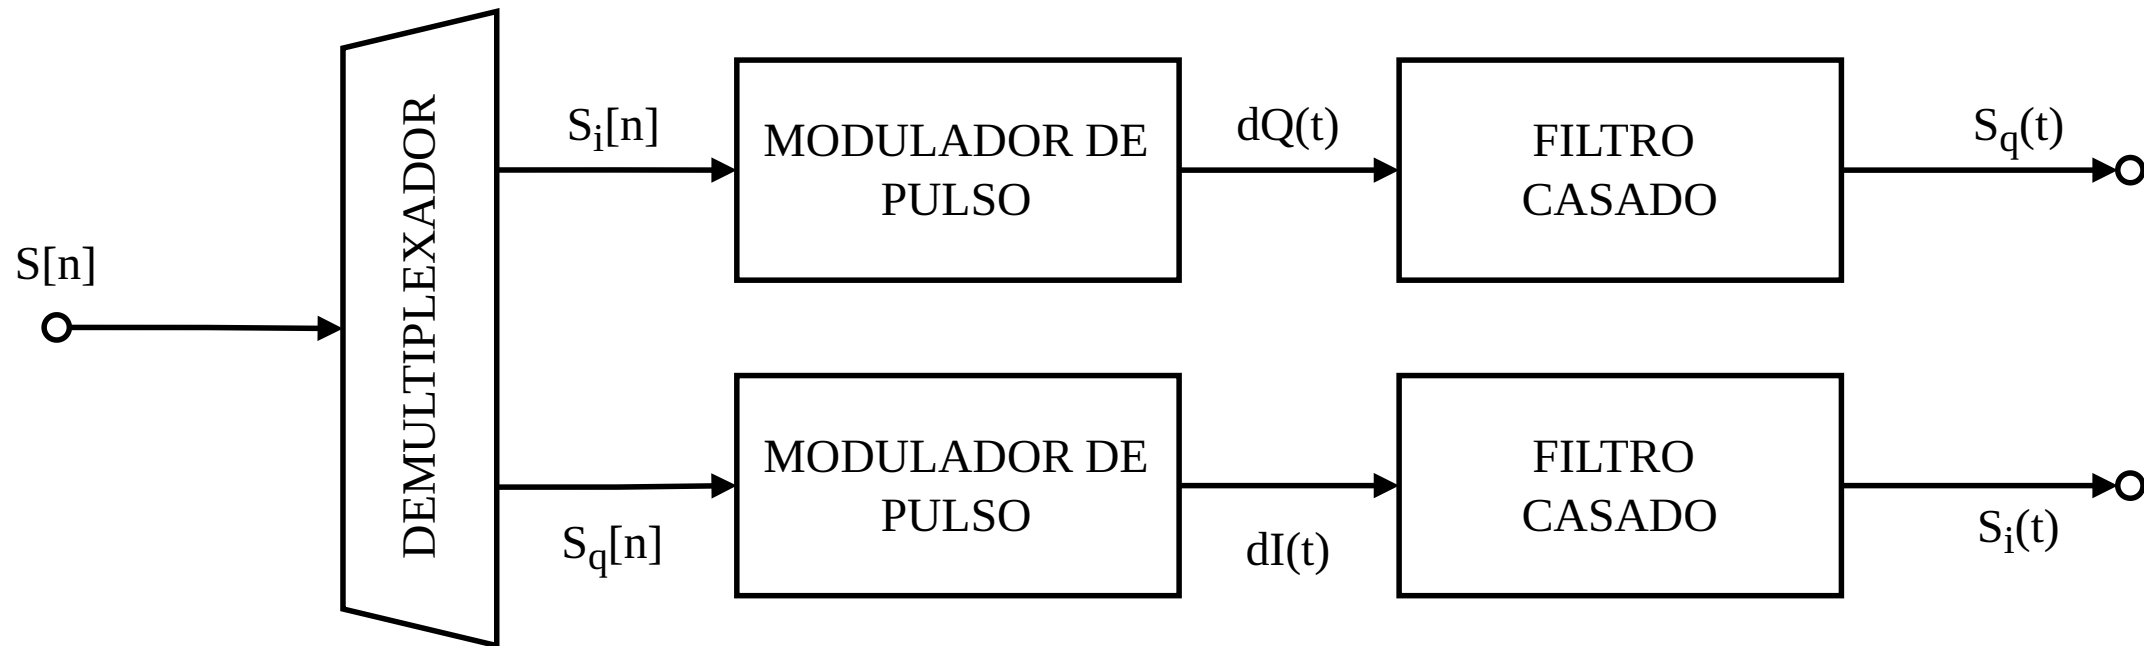 S[n]
DEMULTIPLEXADOR
Si[n]
MODULADOR DE
PULSO
dQ(t)
FILTRO
CASADO
Sq(t)
Sq[n]
MODULADOR DE
PULSO
dI(t)
FILTRO
CASADO
Si(t)